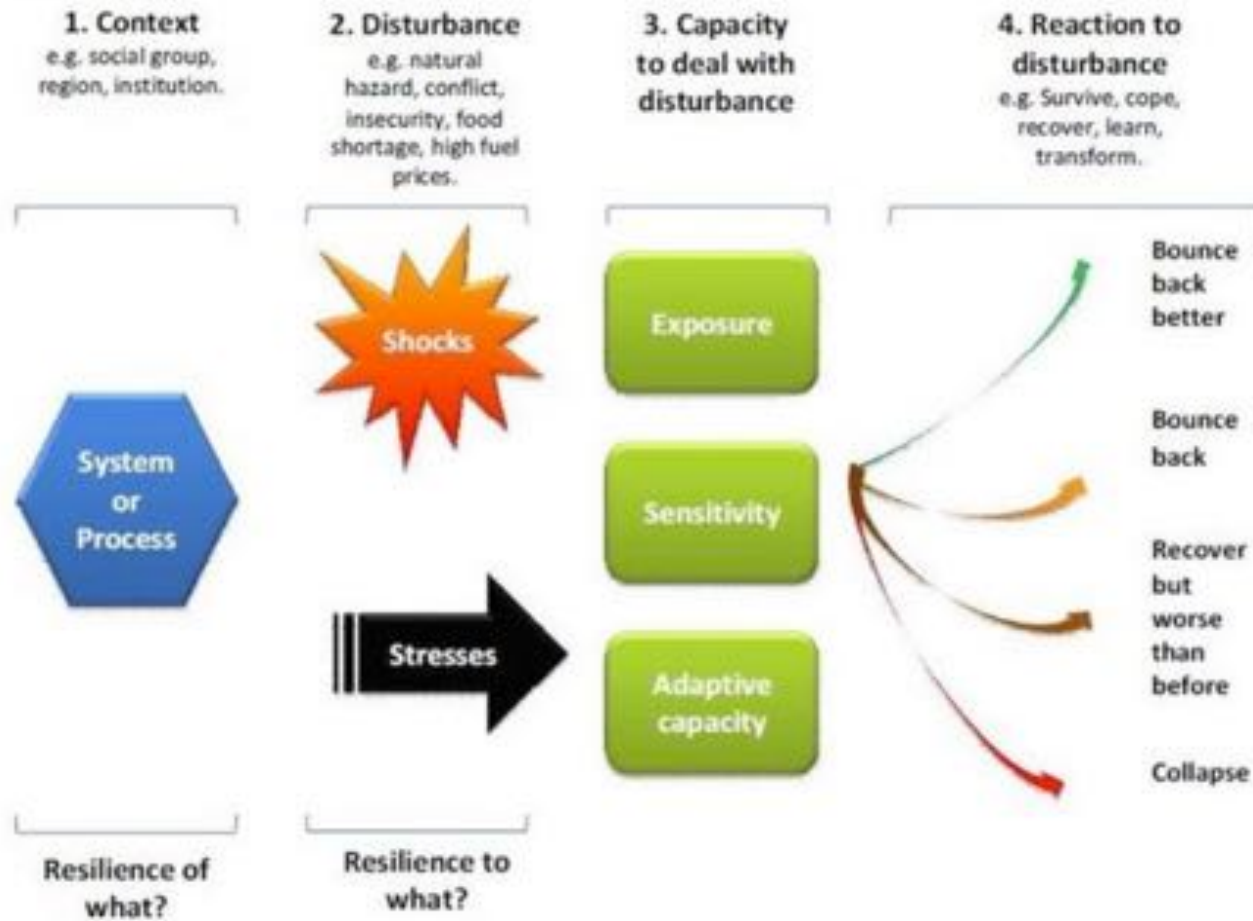 1. Context
e.g. social group,
region, institution.
2. Disturbance
e.g. natural
hazard, conflict,
insecurity, food
shortage, high fuel
prices.
3. Capacity
to deal with
disturbance
4. Reaction to
disturbance
e.g. Survive, cope,
recover, learn,
transform.
System
or
Process
Shocks
Stresses
Exposure
Sensitivity
Adaptive
capacity
Bounce
back
better
Bounce
back
Recover
but
worse
than
before
Collapse
Resilience of
what?
Resilience to
what?